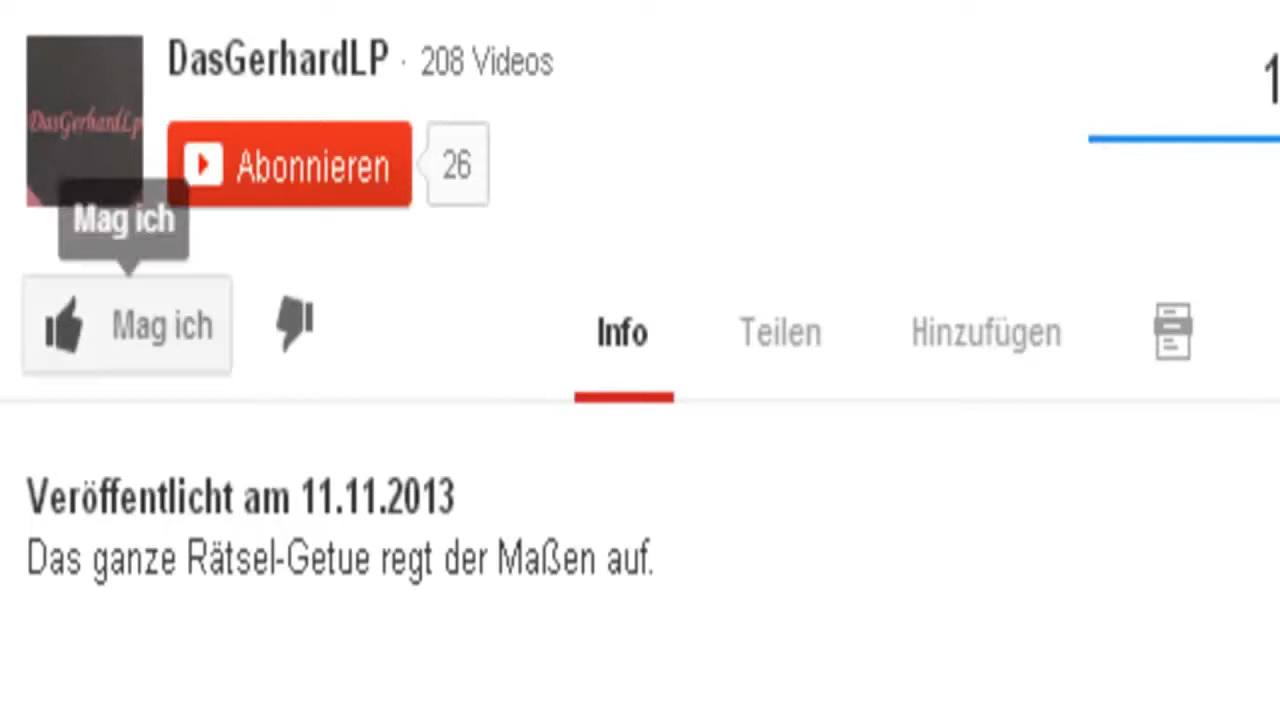 DasGerhardLP · 208 Videos
1
DasGerhardLp
Abonnieren 26
Mag ich
Mag ich
Info Teilen Hinzufügen
Veröffentlicht am 11.11.2013
Das ganze Rätsel-Getue regt der Maßen auf.